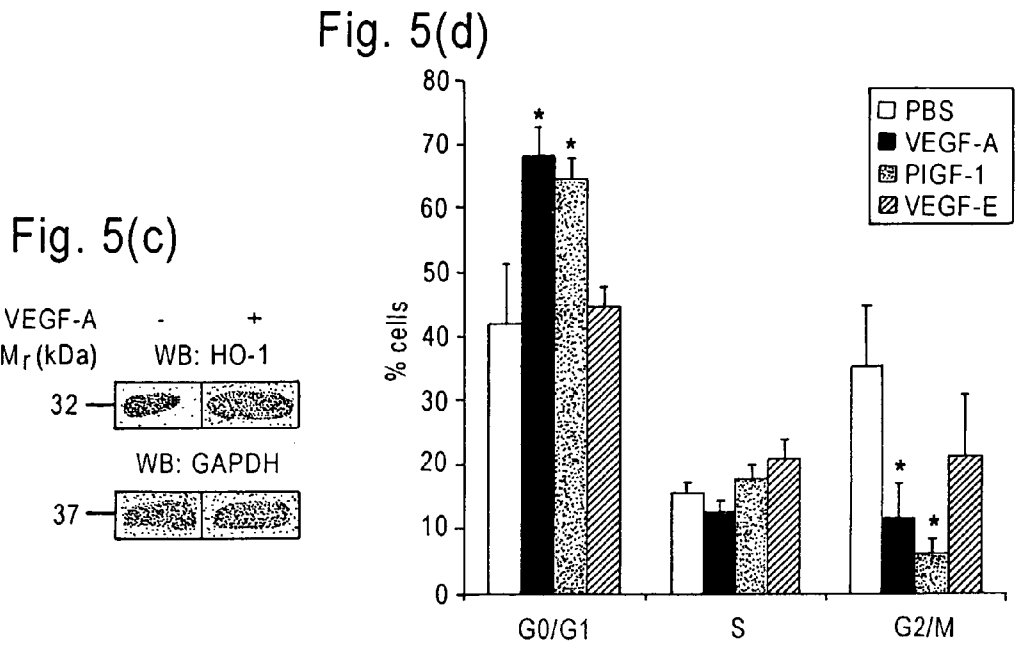 Fig. 5(c)
VEGF-A - +
Mr (kDa) WB: HO-1
32
WB: GAPDH
37
Fig. 5(d)
80
70
60
50
40
30
20
10
0
% cells
* *
* *
G0/G1 S G2/M
PBS
VEGF-A
PlGF-1
VEGF-E